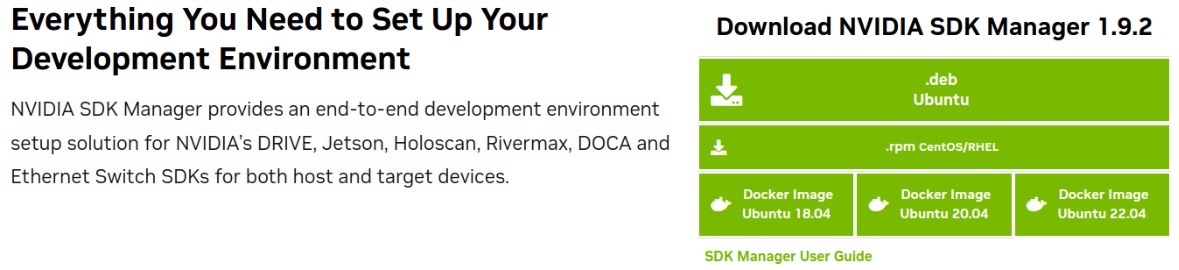 Everything You Need to Set Up Your
Development Environment
NVIDIA SDK Manager provides an end-to-end development environment
setup solution for NVIDIA's DRIVE, Jetson, Holoscan, Rivermax, DOCA and
Ethernet Switch SDKs for both host and target devices.
Download NVIDIA SDK Manager 1.9.2
.deb
Ubuntu
.rpm CentOS/RHEL
Docker Image
Ubuntu 18.04
Docker Image
Ubuntu 20.04
Docker Image
Ubuntu 22.04
SDK Manager User Guide